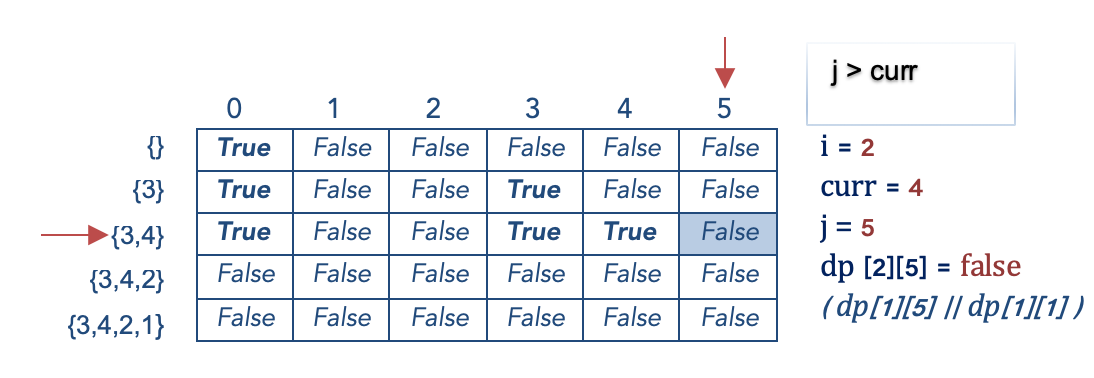 j > curr
0 1 2 3 4 5
{} True False False False False False
{3} True False False True False False
{3,4} True False False True True False
{3,4,2} False False False False False False
{3,4,2,1} False False False False False False
i = 2
curr = 4
j = 5
dp [2][5] = false
( dp[1][5] // dp[1][1] )